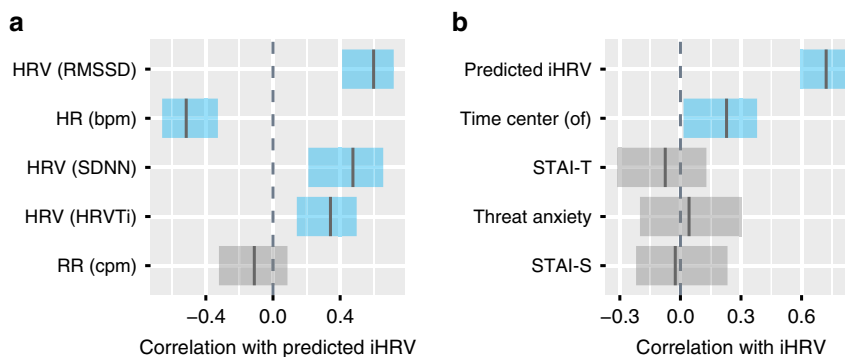 a
HRV (RMSSD)
HR (bpm)
HRV (SDNN)
HRV (HRVTi)
RR (cpm)
−0.4 0.0 0.4
Correlation with predicted iHRV
b
Predicted iHRV
Time center (of)
STAI-T
Threat anxiety
STAI-S
−0.3 0.0 0.3 0.6
Correlation with iHRV